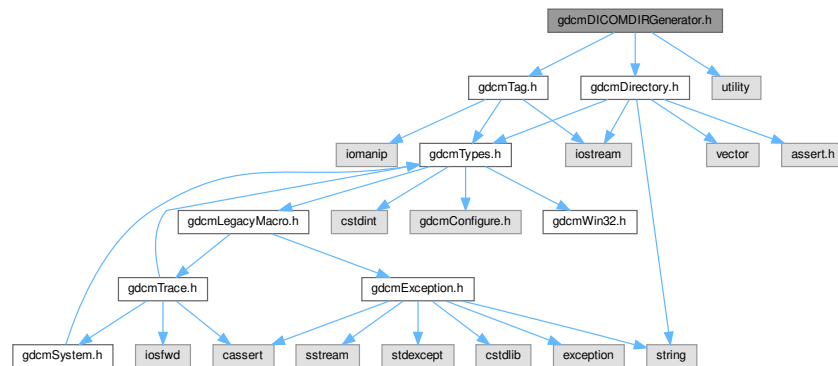 gdcmDICOMDIRGenerator.h
gdcmTag.h
gdcmDirectory.h
utility
iomanip
gdcmTypes.h
iostream
vector
assert.h
gdcmLegacyMacro.h
cstdint
gdcmConfigure.h
gdcmWin32.h
gdcmTrace.h
gdcmException.h
gdcmSystem.h
iosfwd
cassert
sstream
stdexcept
cstdlib
exception
string